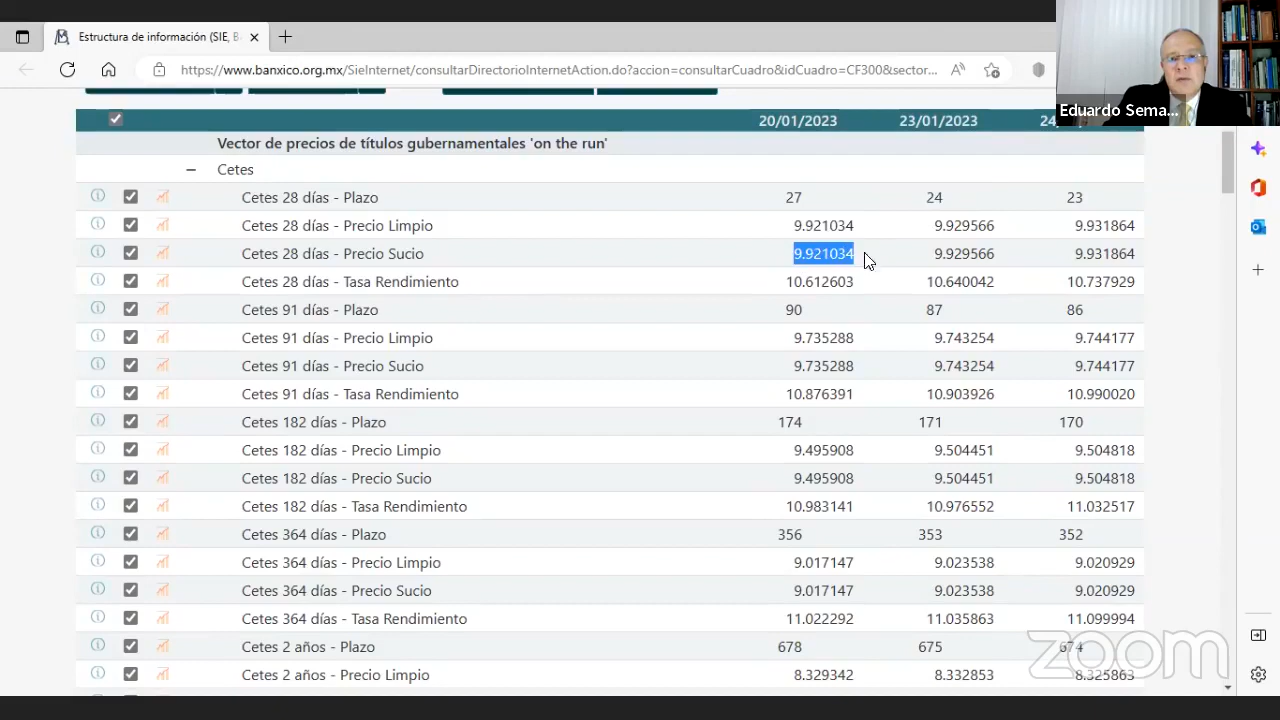 Estructura de información (SIE, B
https://www.banxico.org.mx/SieInternet/consultarDirectorioInternetAction.do?accion=consultarCuadro&idCuadro=CF300&sector...
Eduardo Sema...
20/01/2023 23/01/2023 24
Vector de precios de títulos gubernamentales 'on the run'
Cetes
Cetes 28 días - Plazo 27 24 23
Cetes 28 días - Precio Limpio 9.921034 9.929566 9.931864
Cetes 28 días - Precio Sucio 9.921034 9.929566 9.931864
Cetes 28 días - Tasa Rendimiento 10.612603 10.640042 10.737929
Cetes 91 días - Plazo 90 87 86
Cetes 91 días - Precio Limpio 9.735288 9.743254 9.744177
Cetes 91 días - Precio Sucio 9.735288 9.743254 9.744177
Cetes 91 días - Tasa Rendimiento 10.876391 10.903926 10.990020
Cetes 182 días - Plazo 174 171 170
Cetes 182 días - Precio Limpio 9.495908 9.504451 9.504818
Cetes 182 días - Precio Sucio 9.495908 9.504451 9.504818
Cetes 182 días - Tasa Rendimiento 10.983141 10.976552 11.032517
Cetes 364 días - Plazo 356 353 352
Cetes 364 días - Precio Limpio 9.017147 9.023538 9.020929
Cetes 364 días - Precio Sucio 9.017147 9.023538 9.020929
Cetes 364 días - Tasa Rendimiento 11.022292 11.035863 11.099994
Cetes 2 años - Plazo 678 675 674
Cetes 2 años - Precio Limpio 8.329342 8.332853 8.325863
zoom